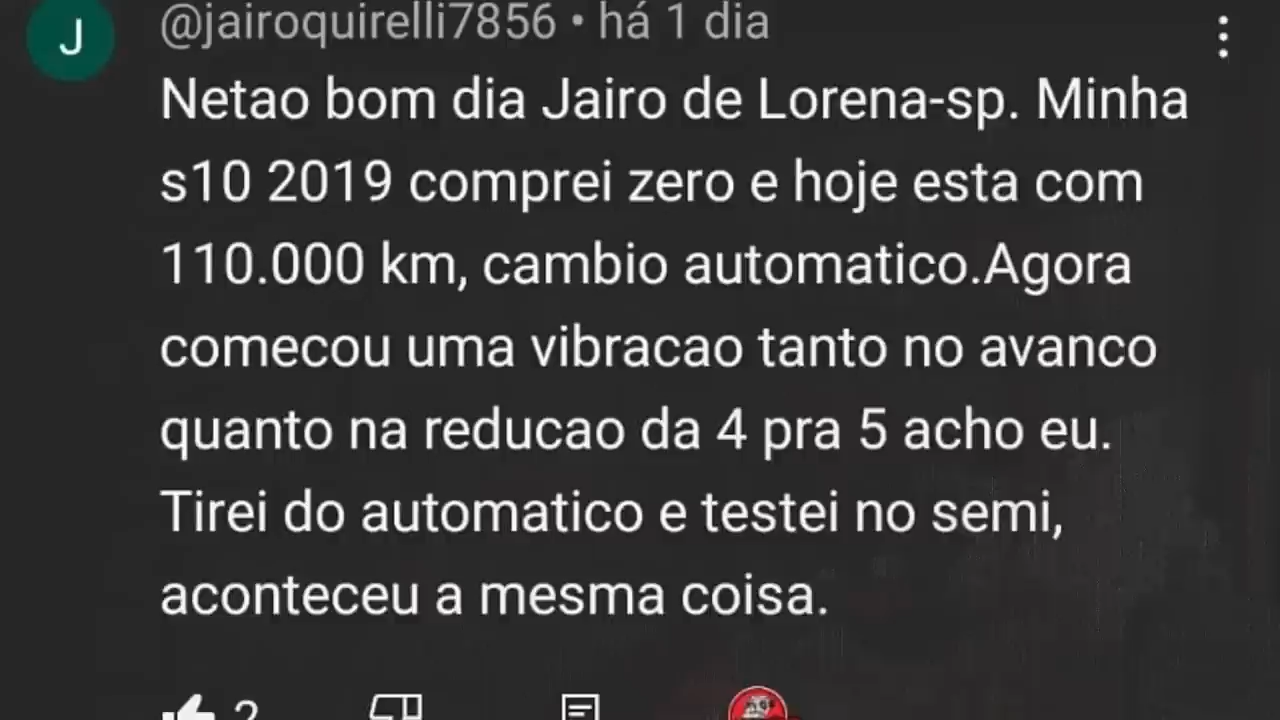 J
@jairoquirelli7856 • há 1 dia
Netao bom dia Jairo de Lorena-sp. Minha
s10 2019 comprei zero e hoje esta com
110.000 km, cambio automatico.Agora
comecou uma vibracao tanto no avanco
quanto na reducao da 4 pra 5 acho eu.
Tirei do automatico e testei no semi,
aconteceu a mesma coisa.
2